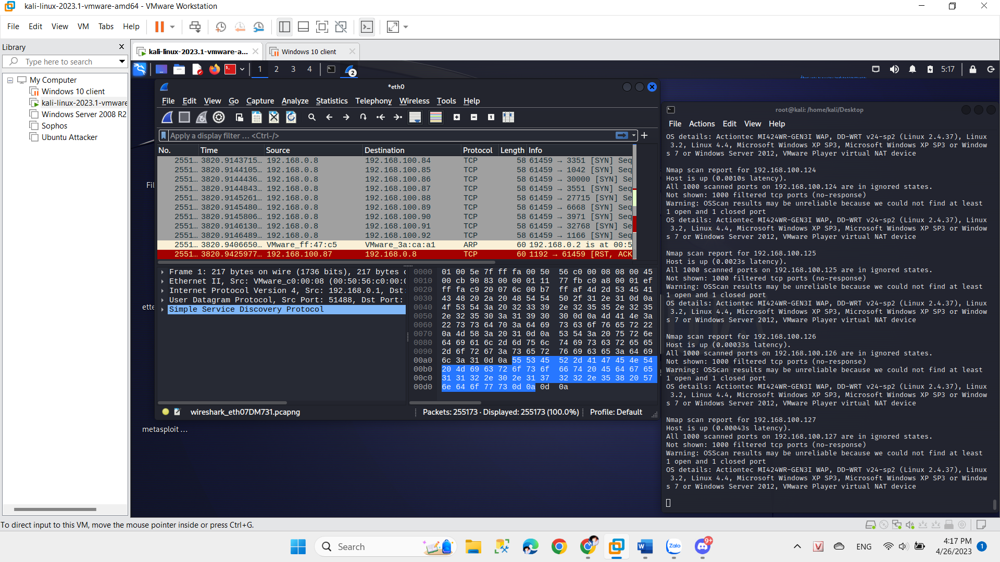 kali-linux-2023.1-vmware-amd64 - VMware Workstation
File Edit View VM Tabs Help
Library
Type here to search
My Computer
Windows 10 client
kali-linux-2023.1-vmware
Windows Server 2008 R2
Sophos
Ubuntu Attacker
kali-linux-2023.1-vmware-a...
Windows 10 client
1 2 3 4
2
5:17
*eth0
File Edit View Go Capture Analyze Statistics Telephony Wireless Tools Help
Apply a display filter … <Ctrl-/>
No. Time Source Destination Protocol Length Info
2551… 3820.9143715… 192.168.0.8 192.168.100.84 TCP 58 61459 → 3351 [SYN] Seq
2551… 3820.9144105… 192.168.0.8 192.168.100.85 TCP 58 61459 → 1042 [SYN] Seq
2551… 3820.9144436… 192.168.0.8 192.168.100.86 TCP 58 61459 → 30000 [SYN] Se
2551… 3820.9144843… 192.168.0.8 192.168.100.87 TCP 58 61459 → 3551 [SYN] Seq
2551… 3820.9145261… 192.168.0.8 192.168.100.88 TCP 58 61459 → 27715 [SYN] Se
2551… 3820.9145480… 192.168.0.8 192.168.100.89 TCP 58 61459 → 6668 [SYN] Seq
2551… 3820.9145806… 192.168.0.8 192.168.100.90 TCP 58 61459 → 3971 [SYN] Seq
2551… 3820.9146130… 192.168.0.8 192.168.100.91 TCP 58 61459 → 32768 [SYN] Se
2551… 3820.9146489… 192.168.0.8 192.168.100.92 TCP 58 61459 → 1166 [SYN] Seq
2551… 3820.9406650… VMware_ff:47:c5 VMware_3a:ca:a1 ARP 60 192.168.0.2 is at 00:5
2551… 3820.9425977… 192.168.100.87 192.168.0.8 TCP 60 1192 → 61459 [RST, ACK
Frame 1: 217 bytes on wire (1736 bits), 217 bytes c
Ethernet II, Src: VMware_c0:00:08 (00:50:56:c0:00:0
Internet Protocol Version 4, Src: 192.168.0.1, Dst:
User Datagram Protocol, Src Port: 51488, Dst Port:
Simple Service Discovery Protocol
0000 01 00 5e 7f ff fa 00 50 56 c0 00 08 08 00 45
0010 00 cb 90 83 00 00 01 11 77 fb c0 a8 00 01 ef
0020 ff fa c9 20 07 6c 00 b7 ff af 4d 2d 53 45 41
0030 43 48 20 2a 20 48 54 54 50 2f 31 2e 31 0d 0a
0040 4f 53 54 3a 20 32 33 39 2e 32 35 35 2e 32 35
0050 2e 32 35 30 3a 31 39 30 30 0d 0a 4d 41 4e 3a
0060 22 73 73 64 70 3a 64 69 73 63 6f 76 65 72 22
0070 0a 4d 58 3a 20 31 0d 0a 53 54 3a 20 75 72 6e
0080 64 69 61 6c 2d 6d 75 6c 74 69 73 63 72 65 65
0090 2d 6f 72 67 3a 73 65 72 76 69 63 65 3a 64 69
00a0 6c 3a 31 0d 0a 55 53 45 52 2d 41 47 45 4e 54
00b0 20 4d 69 63 72 6f 73 6f 66 74 20 45 64 67 65
00c0 31 31 32 2e 30 2e 31 37 32 32 2e 35 38 20 57
00d0 6e 64 6f 77 73 0d 0a 0d 0a
wireshark_eth07DM731.pcapng
Packets: 255173 · Displayed: 255173 (100.0%) Profile: Default
Fil
ette
metasploit …
root@kali: /home/kali/Desktop
File Actions Edit View Help
OS details: Actiontec MI424WR-GEN3I WAP, DD-WRT v24-sp2 (Linux 2.4.37), Linux
3.2, Linux 4.4, Microsoft Windows XP SP3, Microsoft Windows XP SP3 or Window
s 7 or Windows Server 2012, VMware Player virtual NAT device
Nmap scan report for 192.168.100.124
Host is up (0.0010s latency).
All 1000 scanned ports on 192.168.100.124 are in ignored states.
Not shown: 1000 filtered tcp ports (no-response)
Warning: OSScan results may be unreliable because we could not find at least
1 open and 1 closed port
OS details: Actiontec MI424WR-GEN3I WAP, DD-WRT v24-sp2 (Linux 2.4.37), Linux
3.2, Linux 4.4, Microsoft Windows XP SP3, Microsoft Windows XP SP3 or Window
s 7 or Windows Server 2012, VMware Player virtual NAT device
Nmap scan report for 192.168.100.125
Host is up (0.0023s latency).
All 1000 scanned ports on 192.168.100.125 are in ignored states.
Not shown: 1000 filtered tcp ports (no-response)
Warning: OSScan results may be unreliable because we could not find at least
1 open and 1 closed port
OS details: Actiontec MI424WR-GEN3I WAP, DD-WRT v24-sp2 (Linux 2.4.37), Linux
3.2, Linux 4.4, Microsoft Windows XP SP3, Microsoft Windows XP SP3 or Window
s 7 or Windows Server 2012, VMware Player virtual NAT device
Nmap scan report for 192.168.100.126
Host is up (0.00033s latency).
All 1000 scanned ports on 192.168.100.126 are in ignored states.
Not shown: 1000 filtered tcp ports (no-response)
Warning: OSScan results may be unreliable because we could not find at least
1 open and 1 closed port
OS details: Actiontec MI424WR-GEN3I WAP, DD-WRT v24-sp2 (Linux 2.4.37), Linux
3.2, Linux 4.4, Microsoft Windows XP SP3, Microsoft Windows XP SP3 or Window
s 7 or Windows Server 2012, VMware Player virtual NAT device
Nmap scan report for 192.168.100.127
Host is up (0.00043s latency).
All 1000 scanned ports on 192.168.100.127 are in ignored states.
Not shown: 1000 filtered tcp ports (no-response)
Warning: OSScan results may be unreliable because we could not find at least
1 open and 1 closed port
OS details: Actiontec MI424WR-GEN3I WAP, DD-WRT v24-sp2 (Linux 2.4.37), Linux
3.2, Linux 4.4, Microsoft Windows XP SP3, Microsoft Windows XP SP3 or Window
s 7 or Windows Server 2012, VMware Player virtual NAT device
To direct input to this VM, move the mouse pointer inside or press Ctrl+G.
Search
Zalo
9+
ENG
4:17 PM
4/26/2023
1